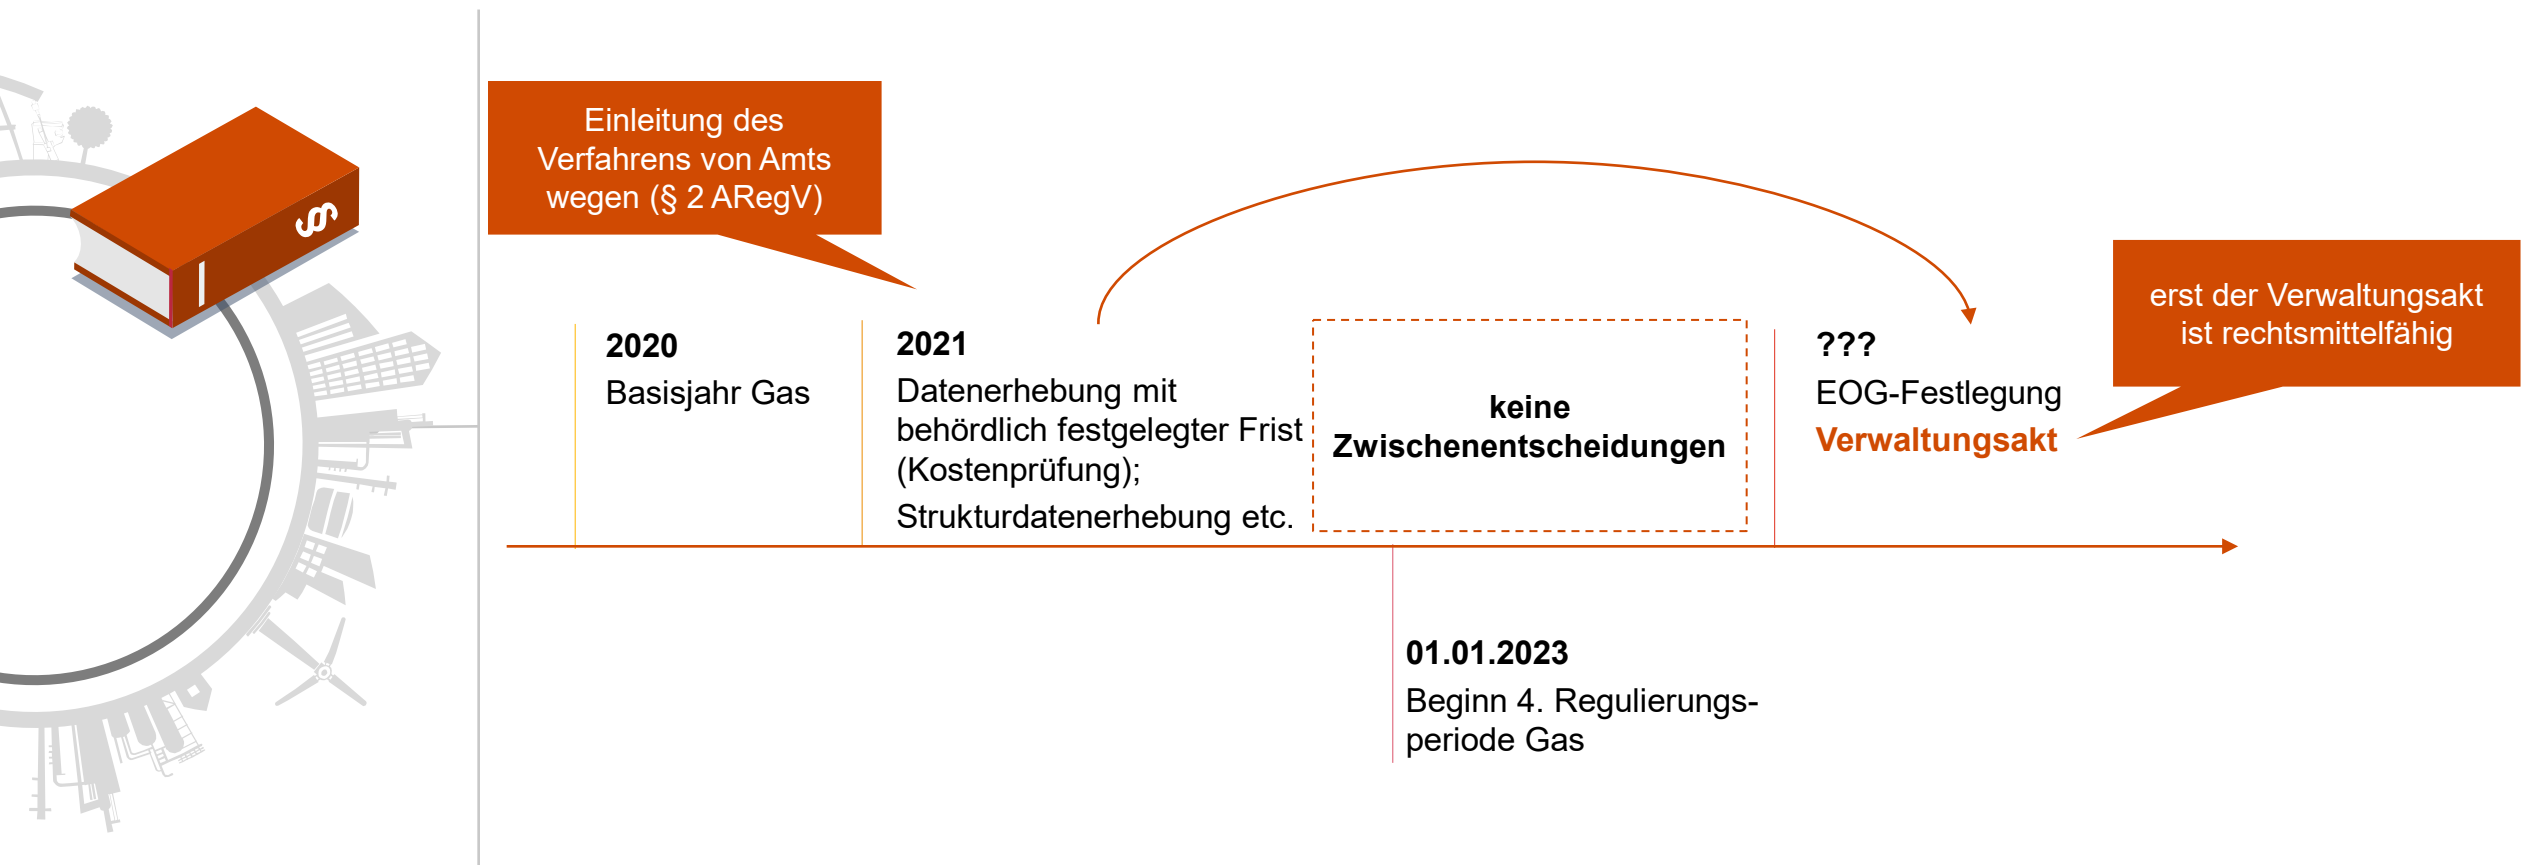 Einleitung des
Verfahrens von Amts
wegen (§ 2 ARegV)
§
2020
Basisjahr Gas
2021
Datenerhebung mit
behördlich festgelegter Frist
(Kostenprüfung);
Strukturdatenerhebung etc.
keine
Zwischenentscheidungen
???
EOG-Festlegung
Verwaltungsakt
erst der Verwaltungsakt
ist rechtsmittelfähig
01.01.2023
Beginn 4. Regulierungs-
periode Gas